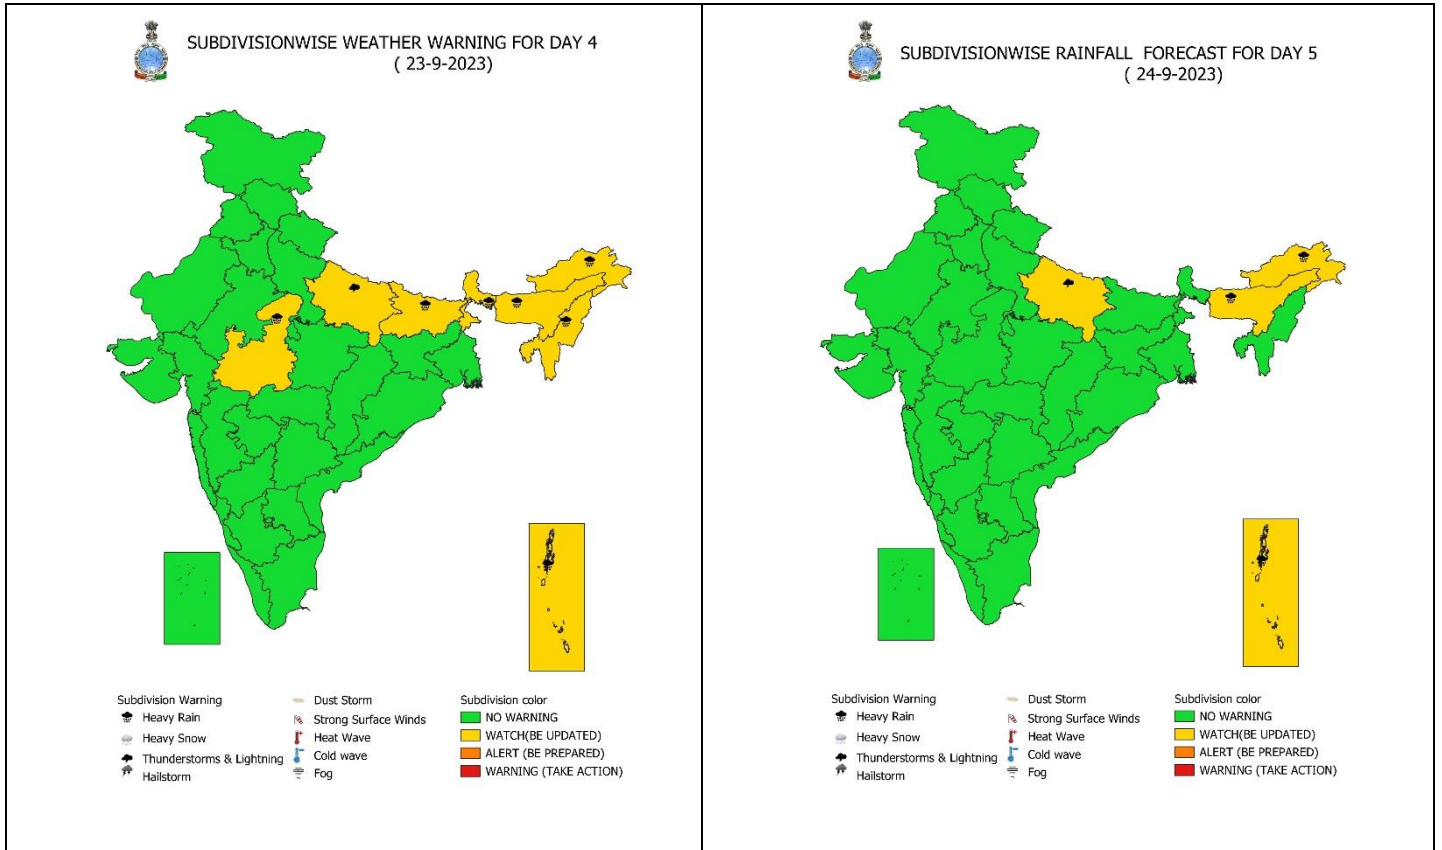 SUBDIVISIONWISE WEATHER WARNING FOR DAY 4
( 23-9-2023)
Subdivision Warning
Heavy Rain
Heavy Snow
Thunderstorms & Lightning
Hailstorm
Dust Storm
Strong Surface Winds
Heat Wave
Cold wave
Fog
Subdivision color
NO WARNING
WATCH(BE UPDATED)
ALERT (BE PREPARED)
WARNING (TAKE ACTION)
SUBDIVISIONWISE RAINFALL FORECAST FOR DAY 5
( 24-9-2023)
Subdivision Warning
Heavy Rain
Heavy Snow
Thunderstorms & Lightning
Hailstorm
Dust Storm
Strong Surface Winds
Heat Wave
Cold wave
Fog
Subdivision color
NO WARNING
WATCH(BE UPDATED)
ALERT (BE PREPARED)
WARNING (TAKE ACTION)